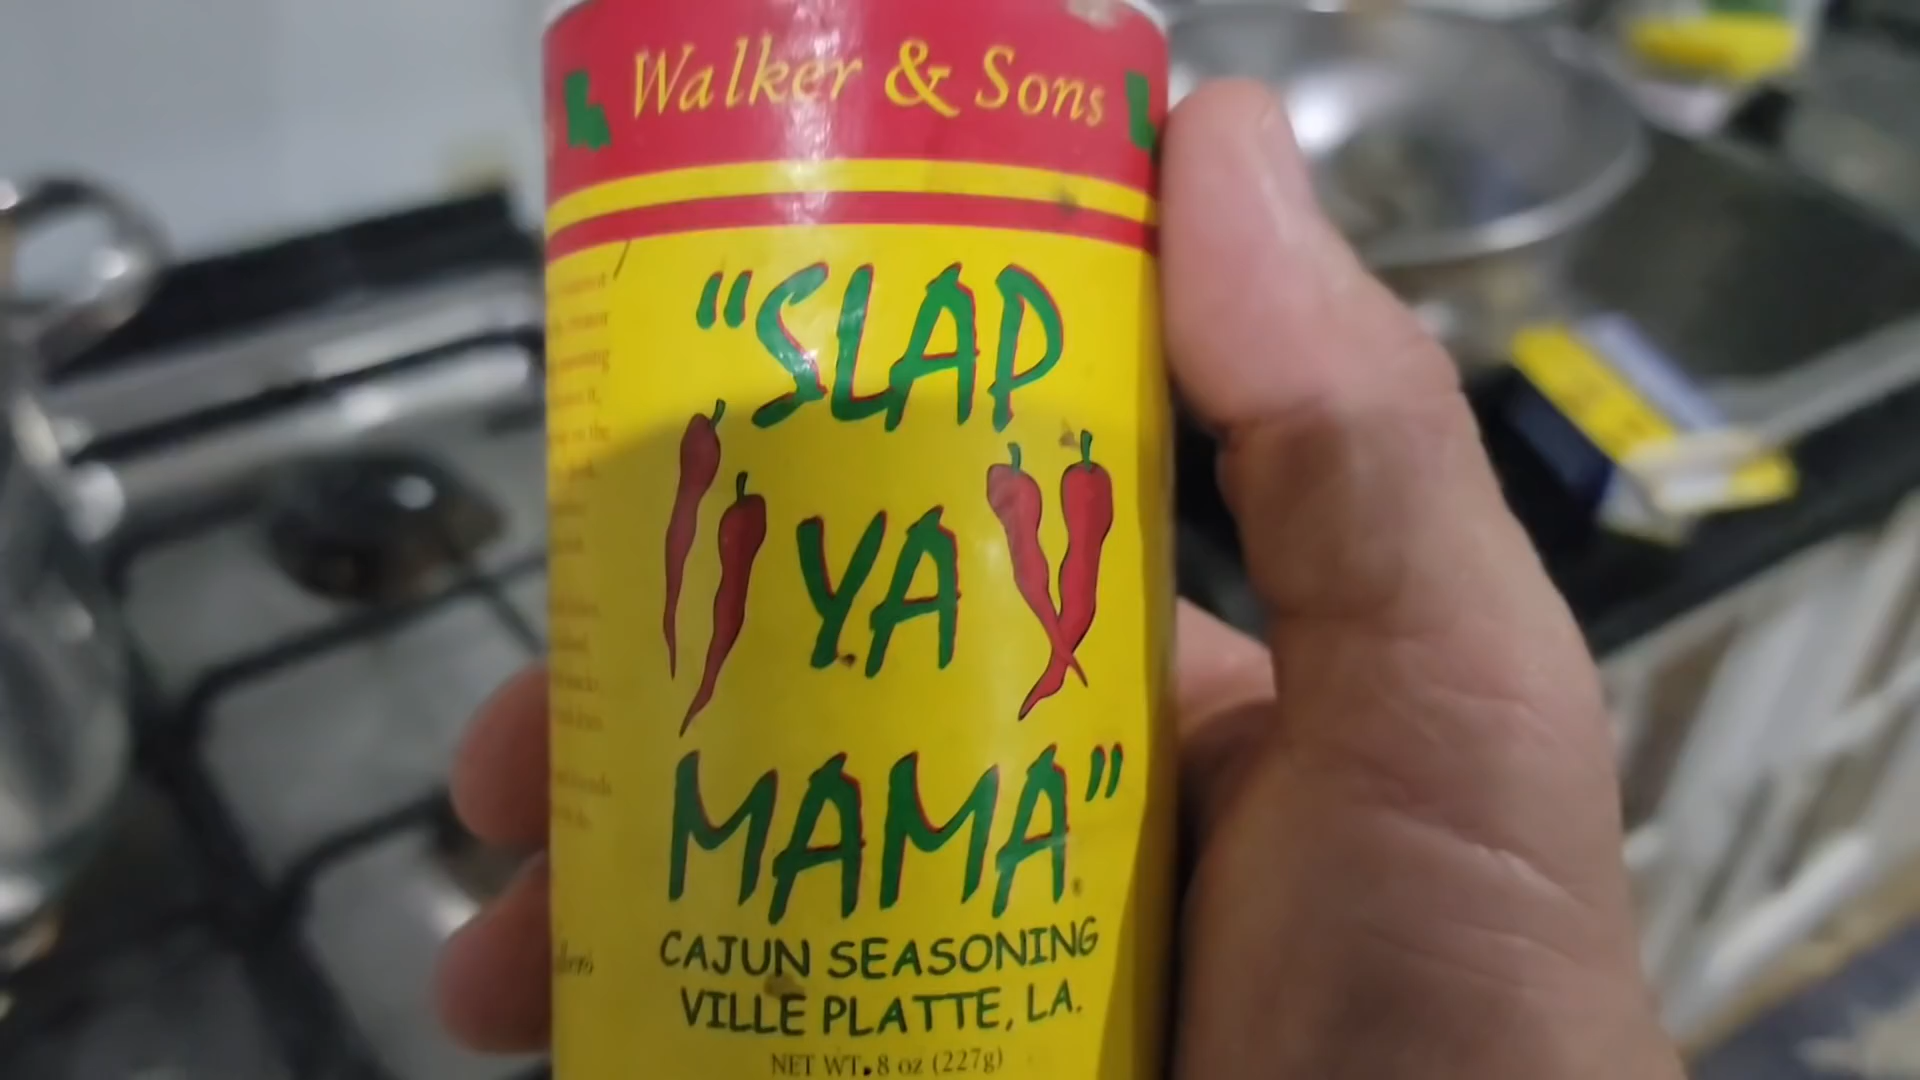 Walker & Sons
"SLAP
YA
MAMA"
CAJUN SEASONING
VILLE PLATTE, LA.
NET WT. 8 oz (227g)